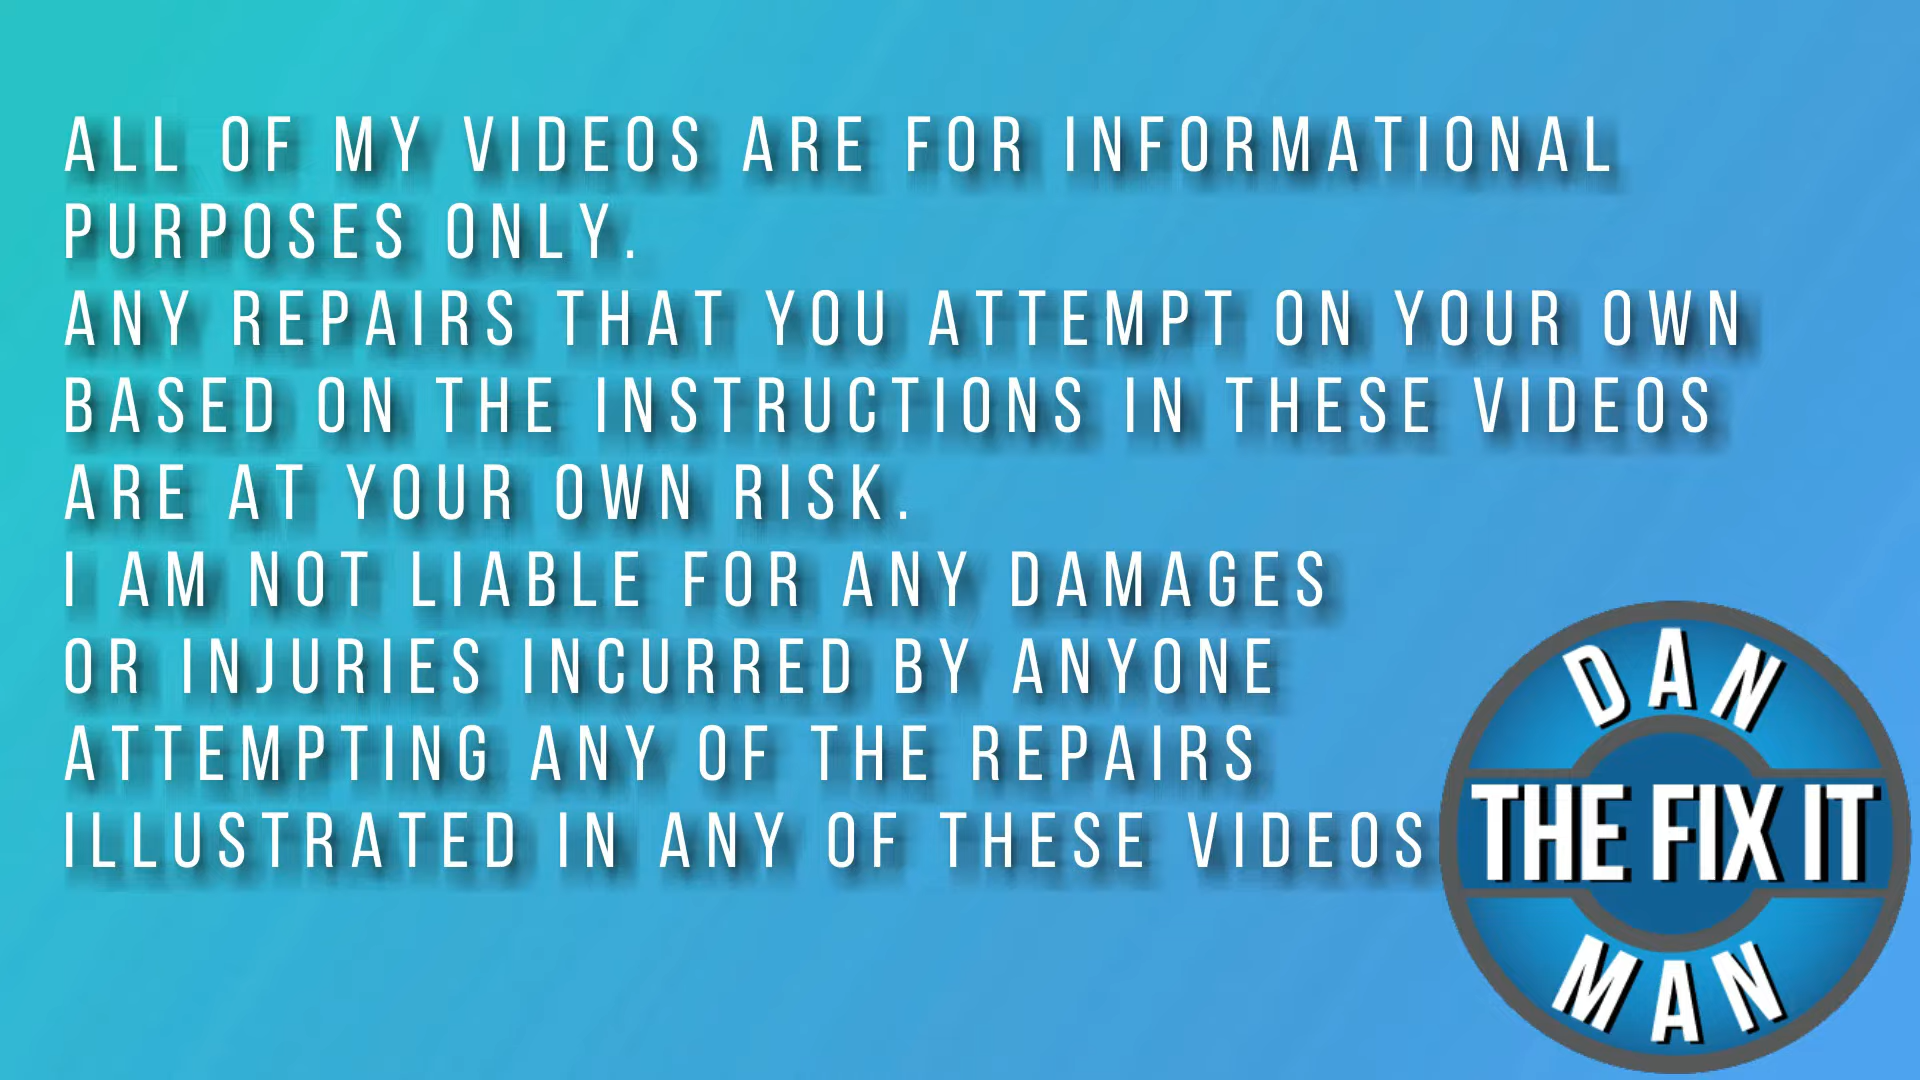 ALL OF MY VIDEOS ARE FOR INFORMATIONAL
PURPOSES ONLY.
ANY REPAIRS THAT YOU ATTEMPT ON YOUR OWN
BASED ON THE INSTRUCTIONS IN THESE VIDEOS
ARE AT YOUR OWN RISK.
I AM NOT LIABLE FOR ANY DAMAGES
OR INJURIES INCURRED BY ANYONE
ATTEMPTING ANY OF THE REPAIRS
ILLUSTRATED IN ANY OF THESE VIDEOS
DAN
THE FIX IT
MAN